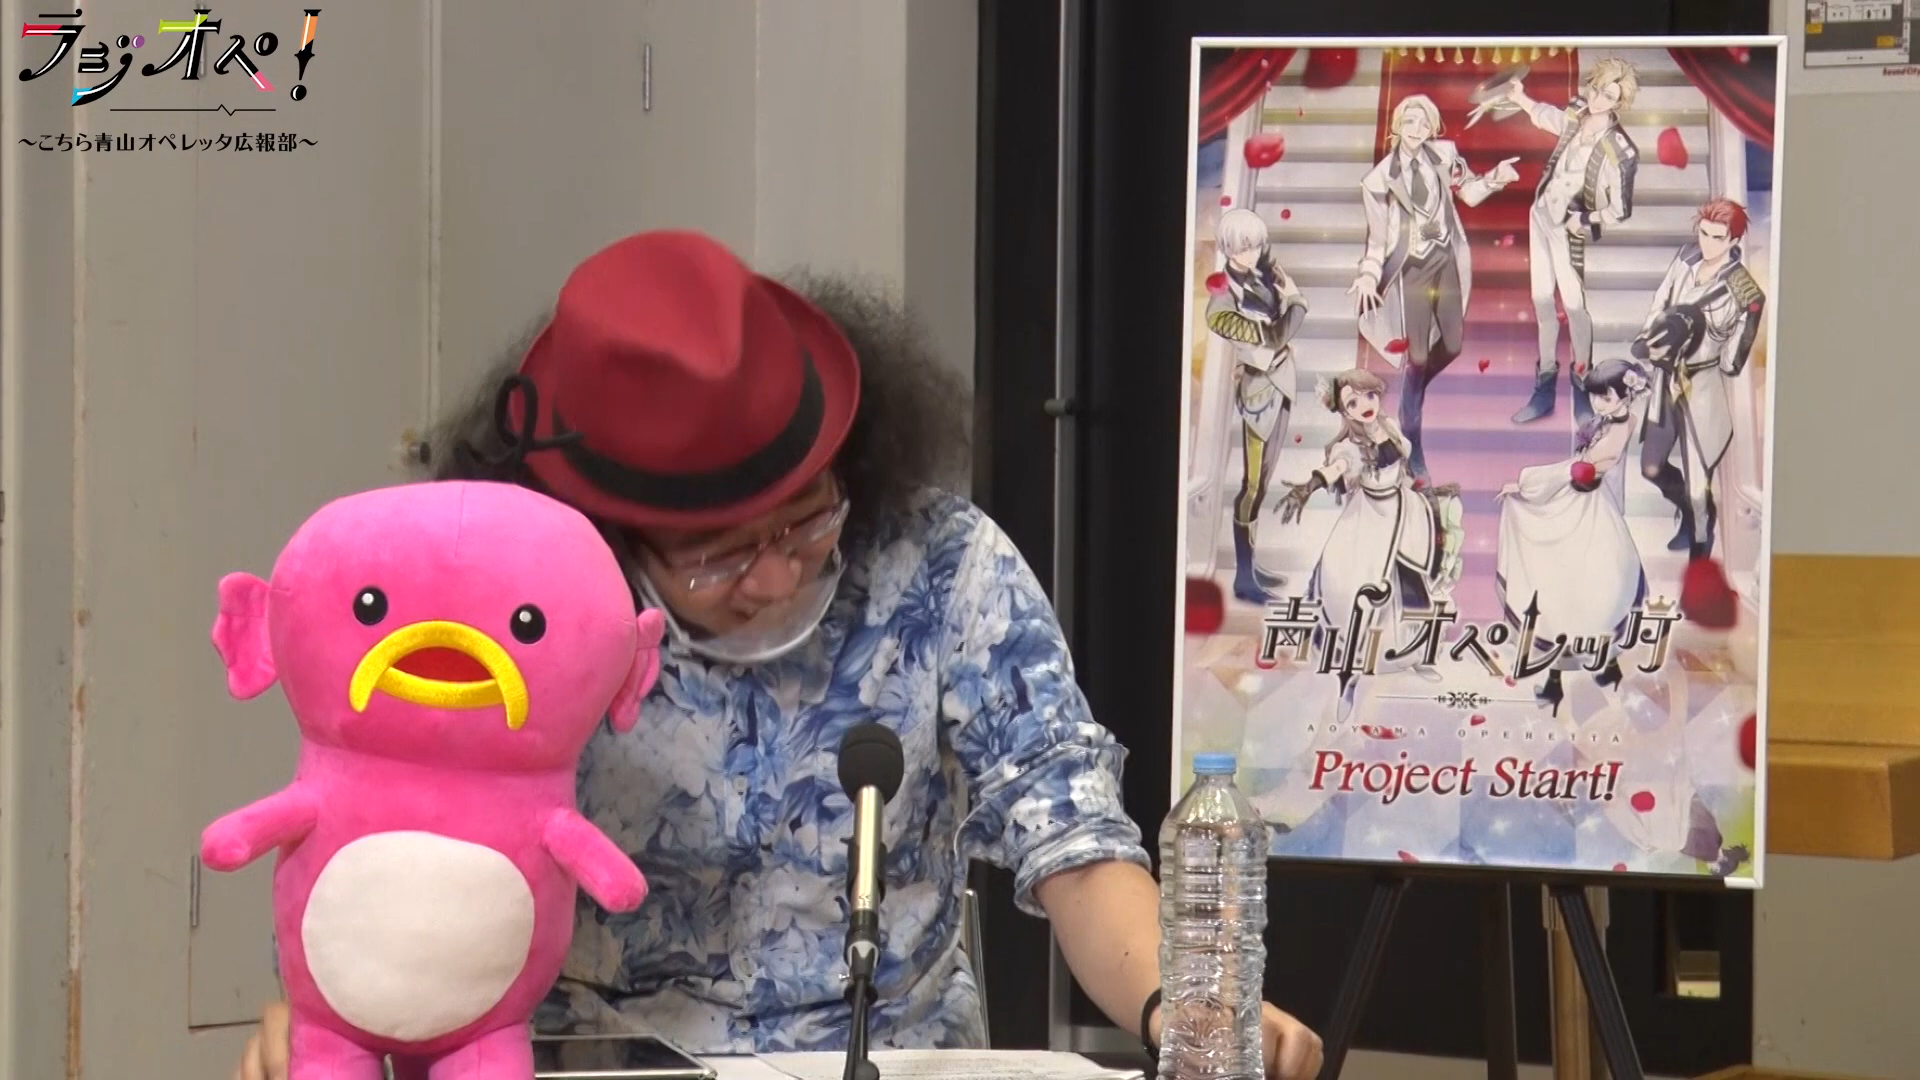 ラジオペ!
〜こちら青山オペレッタ広報部〜
青山オペレッタ
AOYAMA OPERETTA
Project Start!